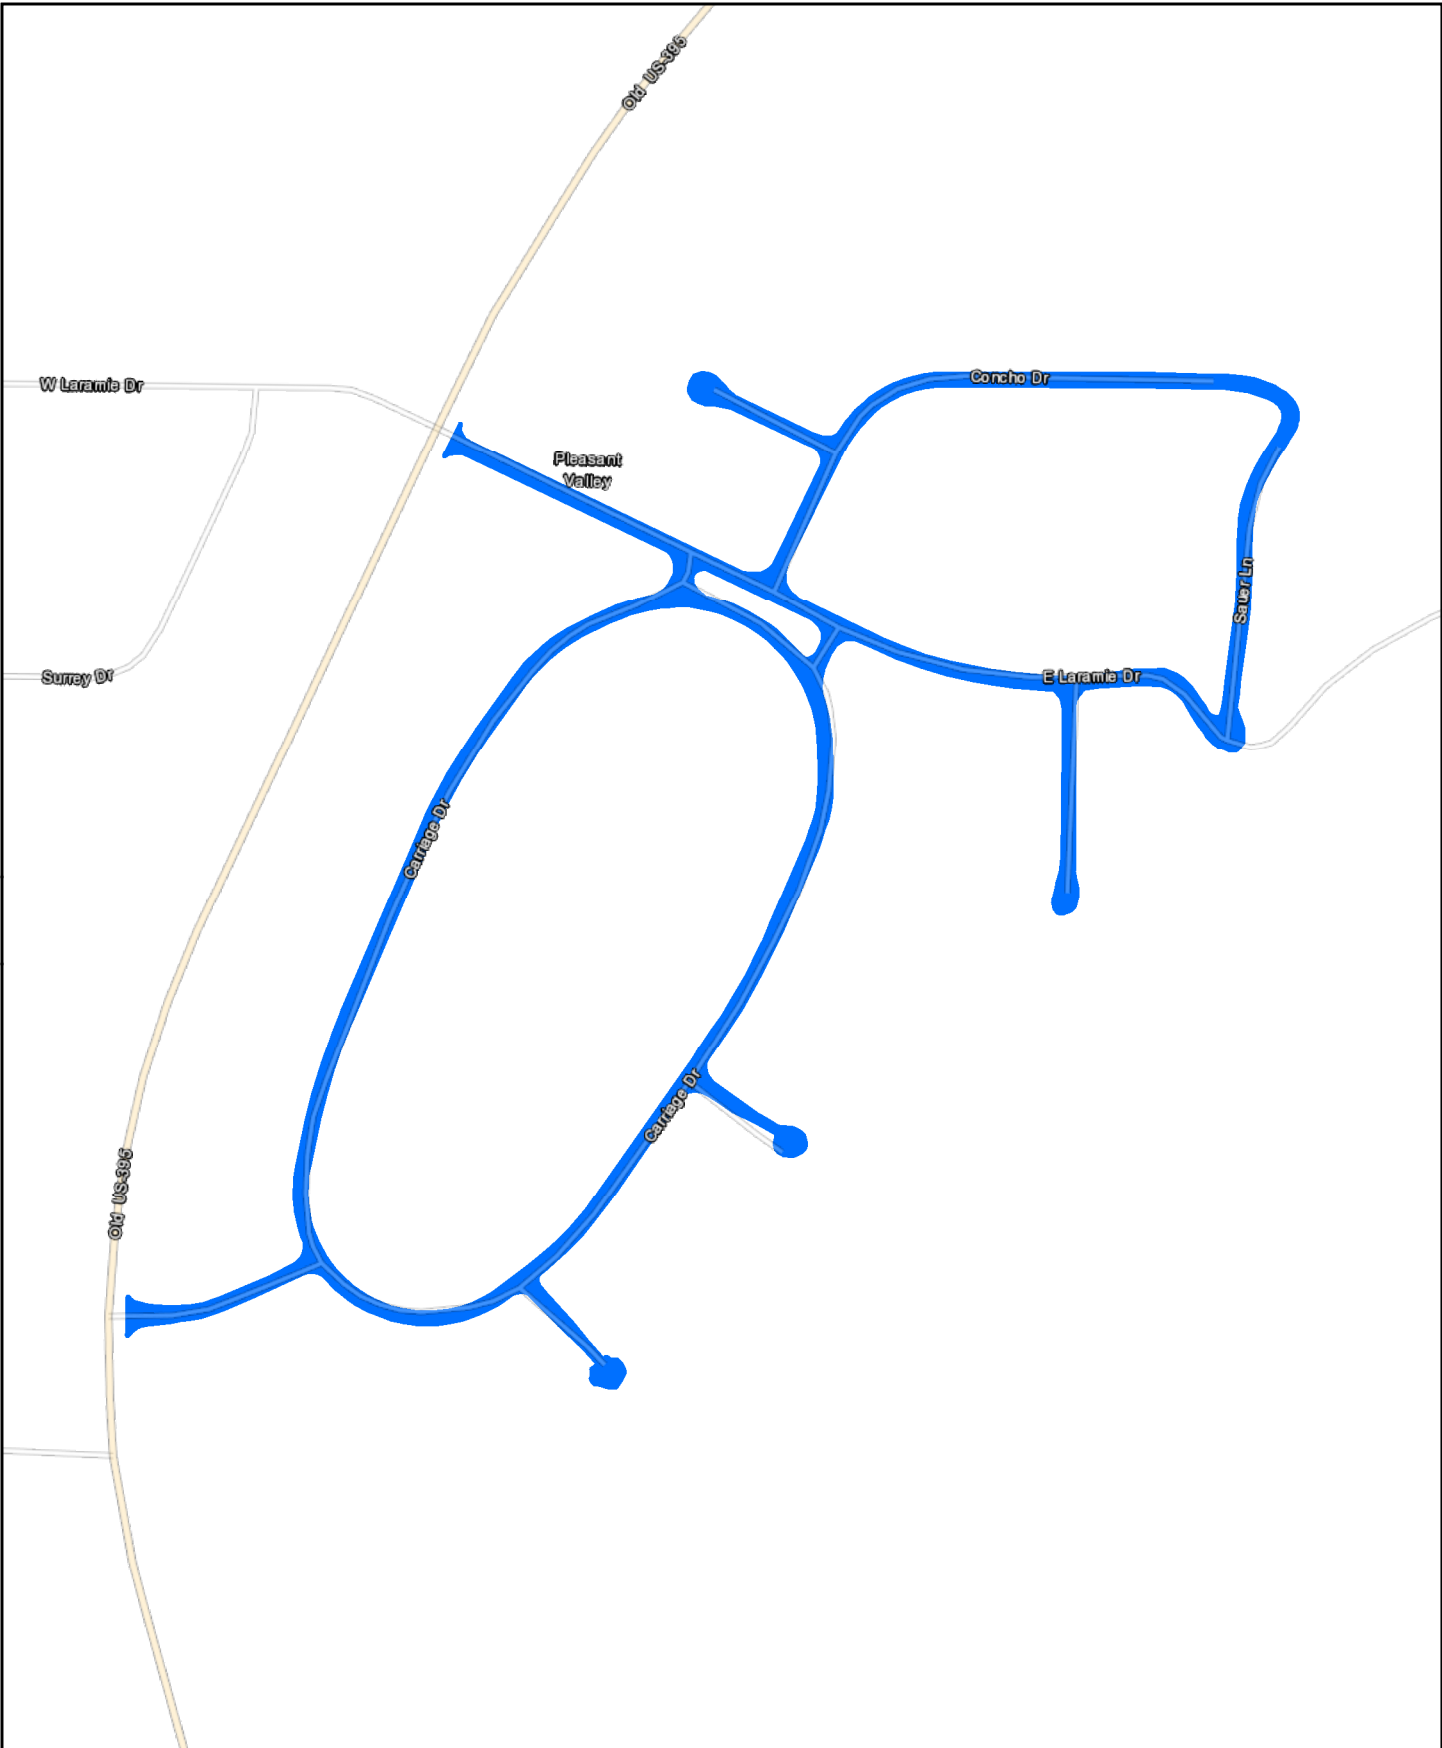 Old US-395
Concho Dr
W Laramie Dr
Pleasant
Valley
Sauer Ln
E Laramie Dr
Surrey Dr
Carriage Dr
Carriage Dr
Old US-395